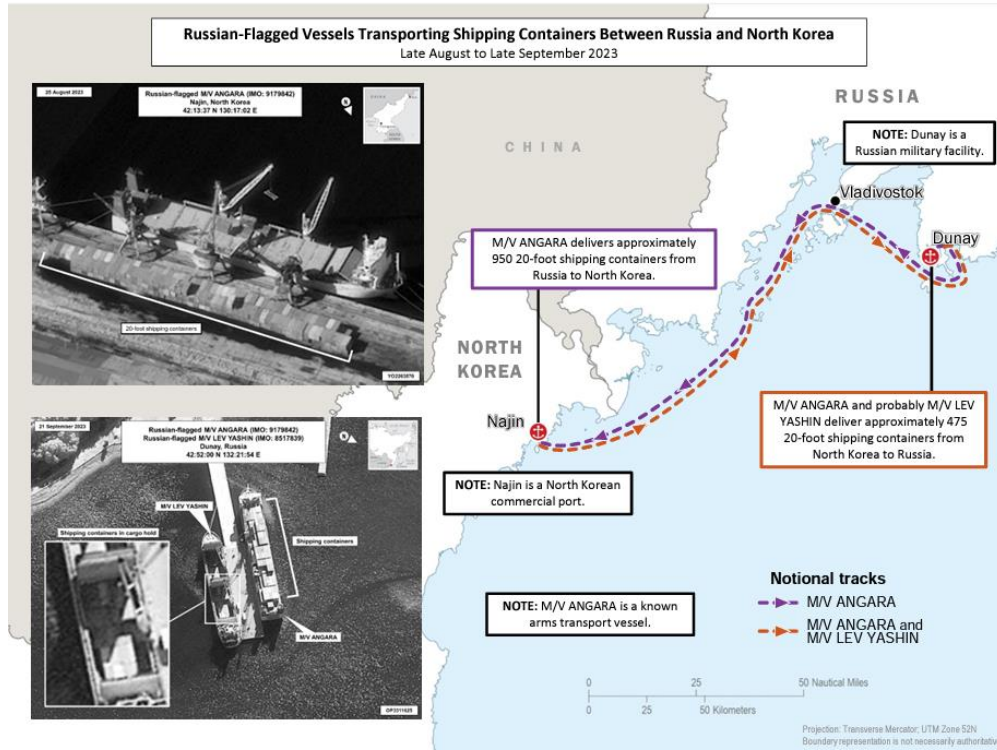 Russian-Flagged Vessels Transporting Shipping Containers Between Russia and North Korea
Late August to Late September 2023
20 August 2023
Russian-flagged M/V ANGARA (IMO: 9179842)
Najin, North Korea
42:13:37 N 130:17:02 E
20-foot shipping containers
RUSSIA
CHINA
NOTE: Dunay is a
Russian military facility.
Vladivostok
Dunay
M/V ANGARA delivers approximately
950 20-foot shipping containers from
Russia to North Korea.
NORTH
KOREA
Najin
M/V ANGARA and probably M/V LEV
YASHIN deliver approximately 475
20-foot shipping containers from
North Korea to Russia.
NOTE: Najin is a North Korean
commercial port.
21 September 2023
Russian-flagged M/V ANGARA (IMO: 9179842)
Russian-flagged M/V LEV YASHIN (IMO: 8517839)
Dunay, Russia
42:52:00 N 132:21:54 E
M/V LEV YASHIN
Shipping containers in cargo hold
Shipping containers
M/V ANGARA
NOTE: M/V ANGARA is a known
arms transport vessel.
Notional tracks
M/V ANGARA
M/V ANGARA and
M/V LEV YASHIN
0 25 50 Nautical Miles
0 25 50 Kilometers
Projection: Transverse Mercator; UTM Zone 52N
Boundary representation is not necessarily authoritative